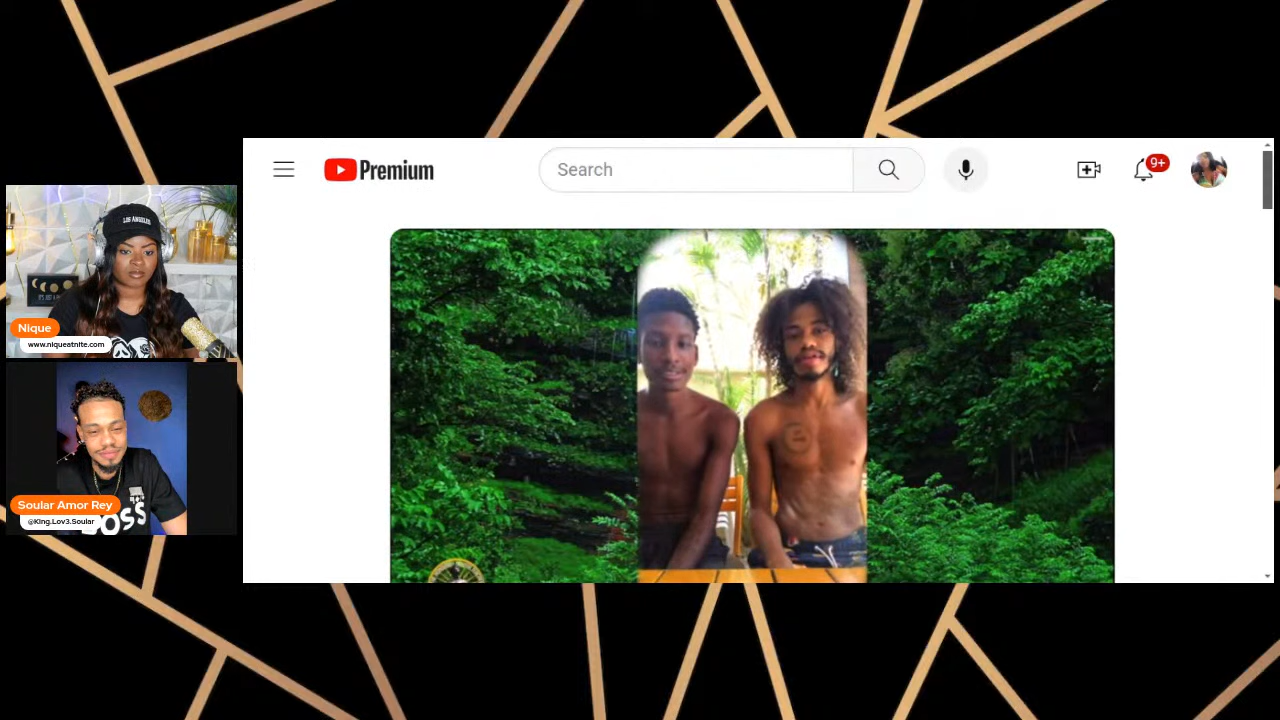 Premium
Search
9+
LOS ANGELES
Nique
www.niqueatnite.com
Soular Amor Rey
@King.Lov3.Soular
BOSS